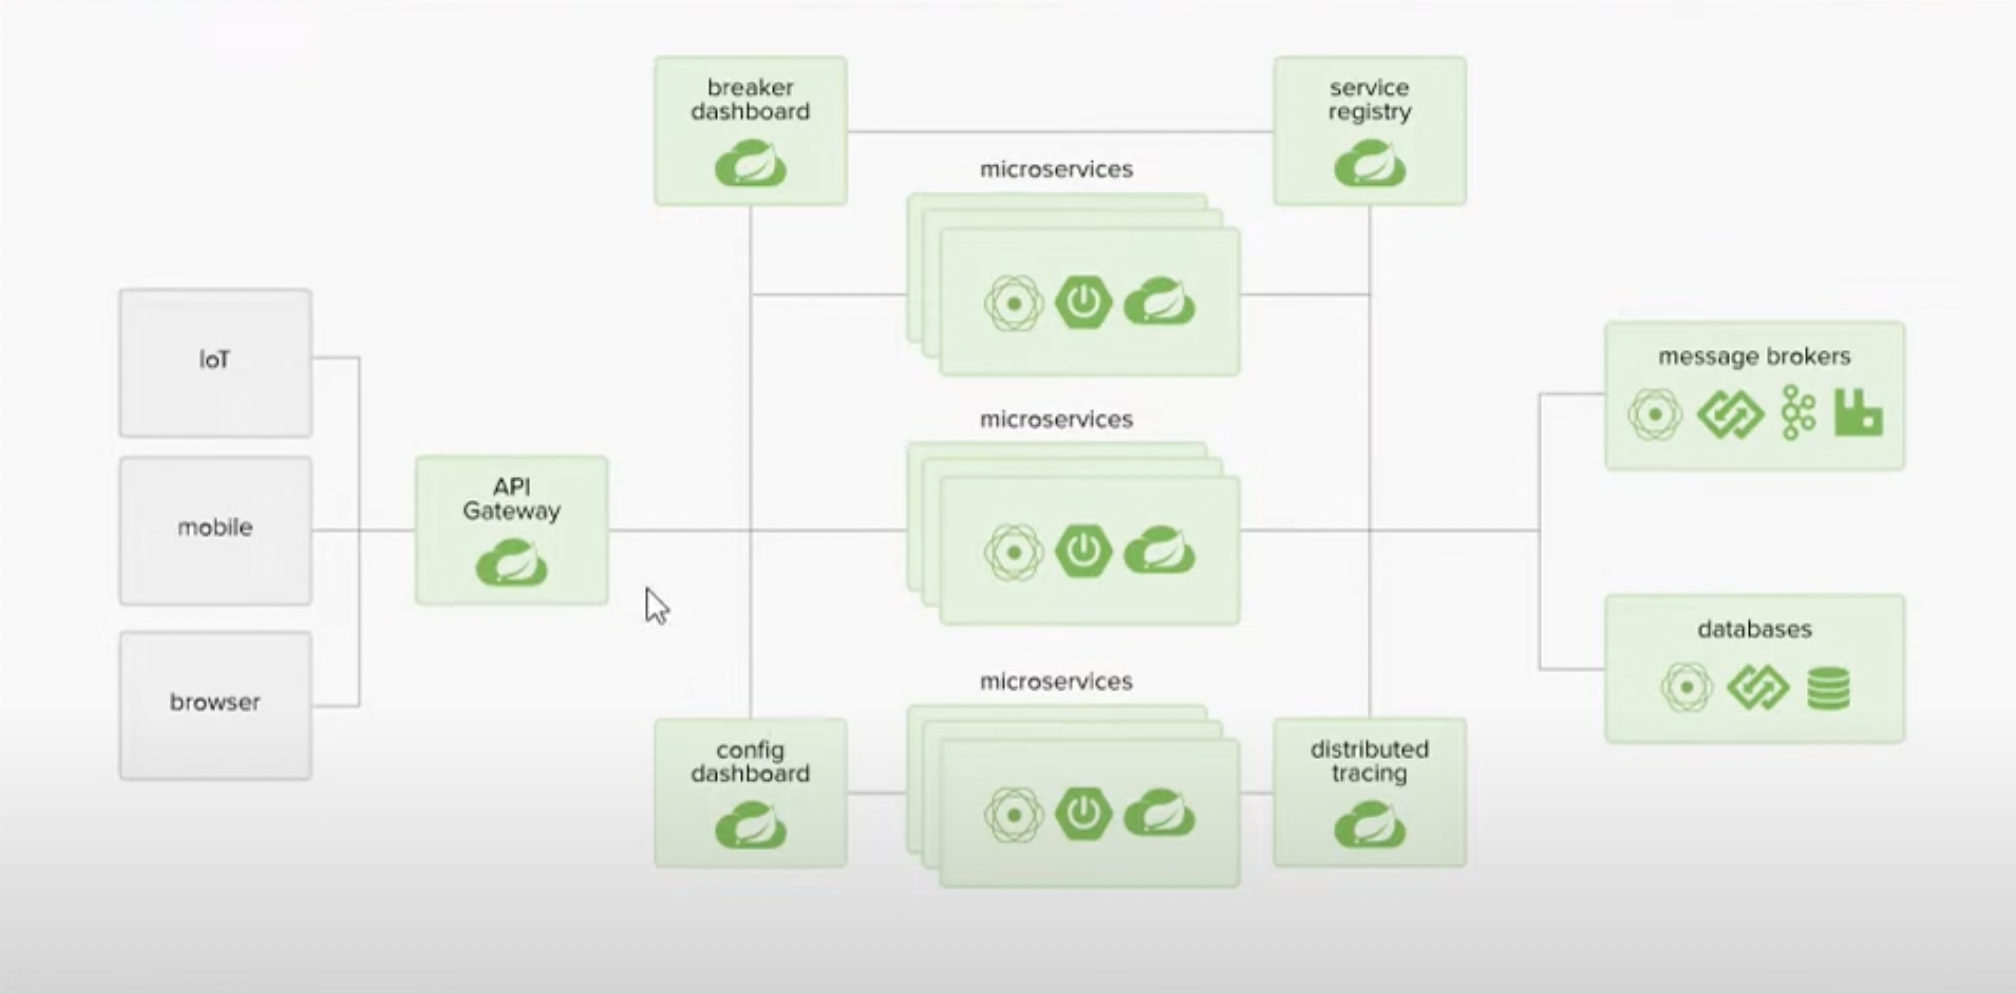 breaker
dashboard
service
registry
microservices
IoT
message brokers
microservices
API
Gateway
mobile
databases
microservices
browser
config
dashboard
distributed
tracing